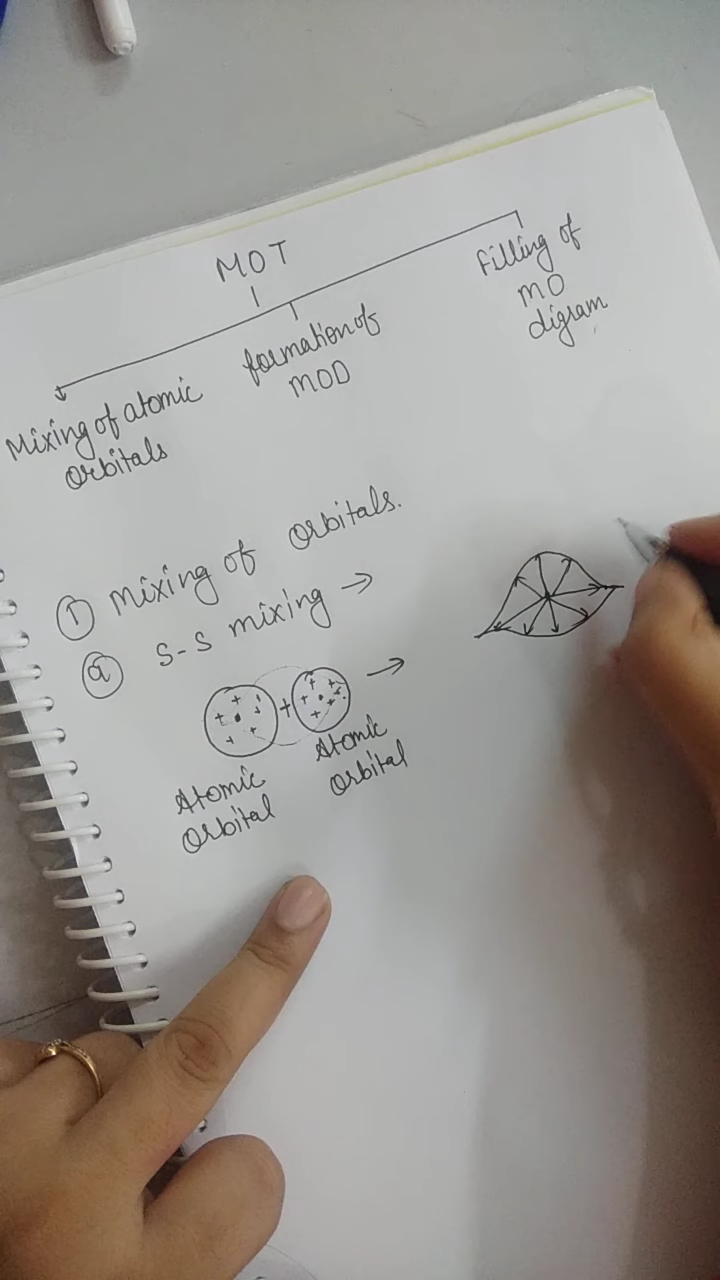 MOT
Mixing of atomic
orbitals
formation of
MOD
Filling of
MO
digram
① Mixing of orbitals.
ⓐ S-S mixing →
+ →
Atomic
orbital
Atomic
orbital